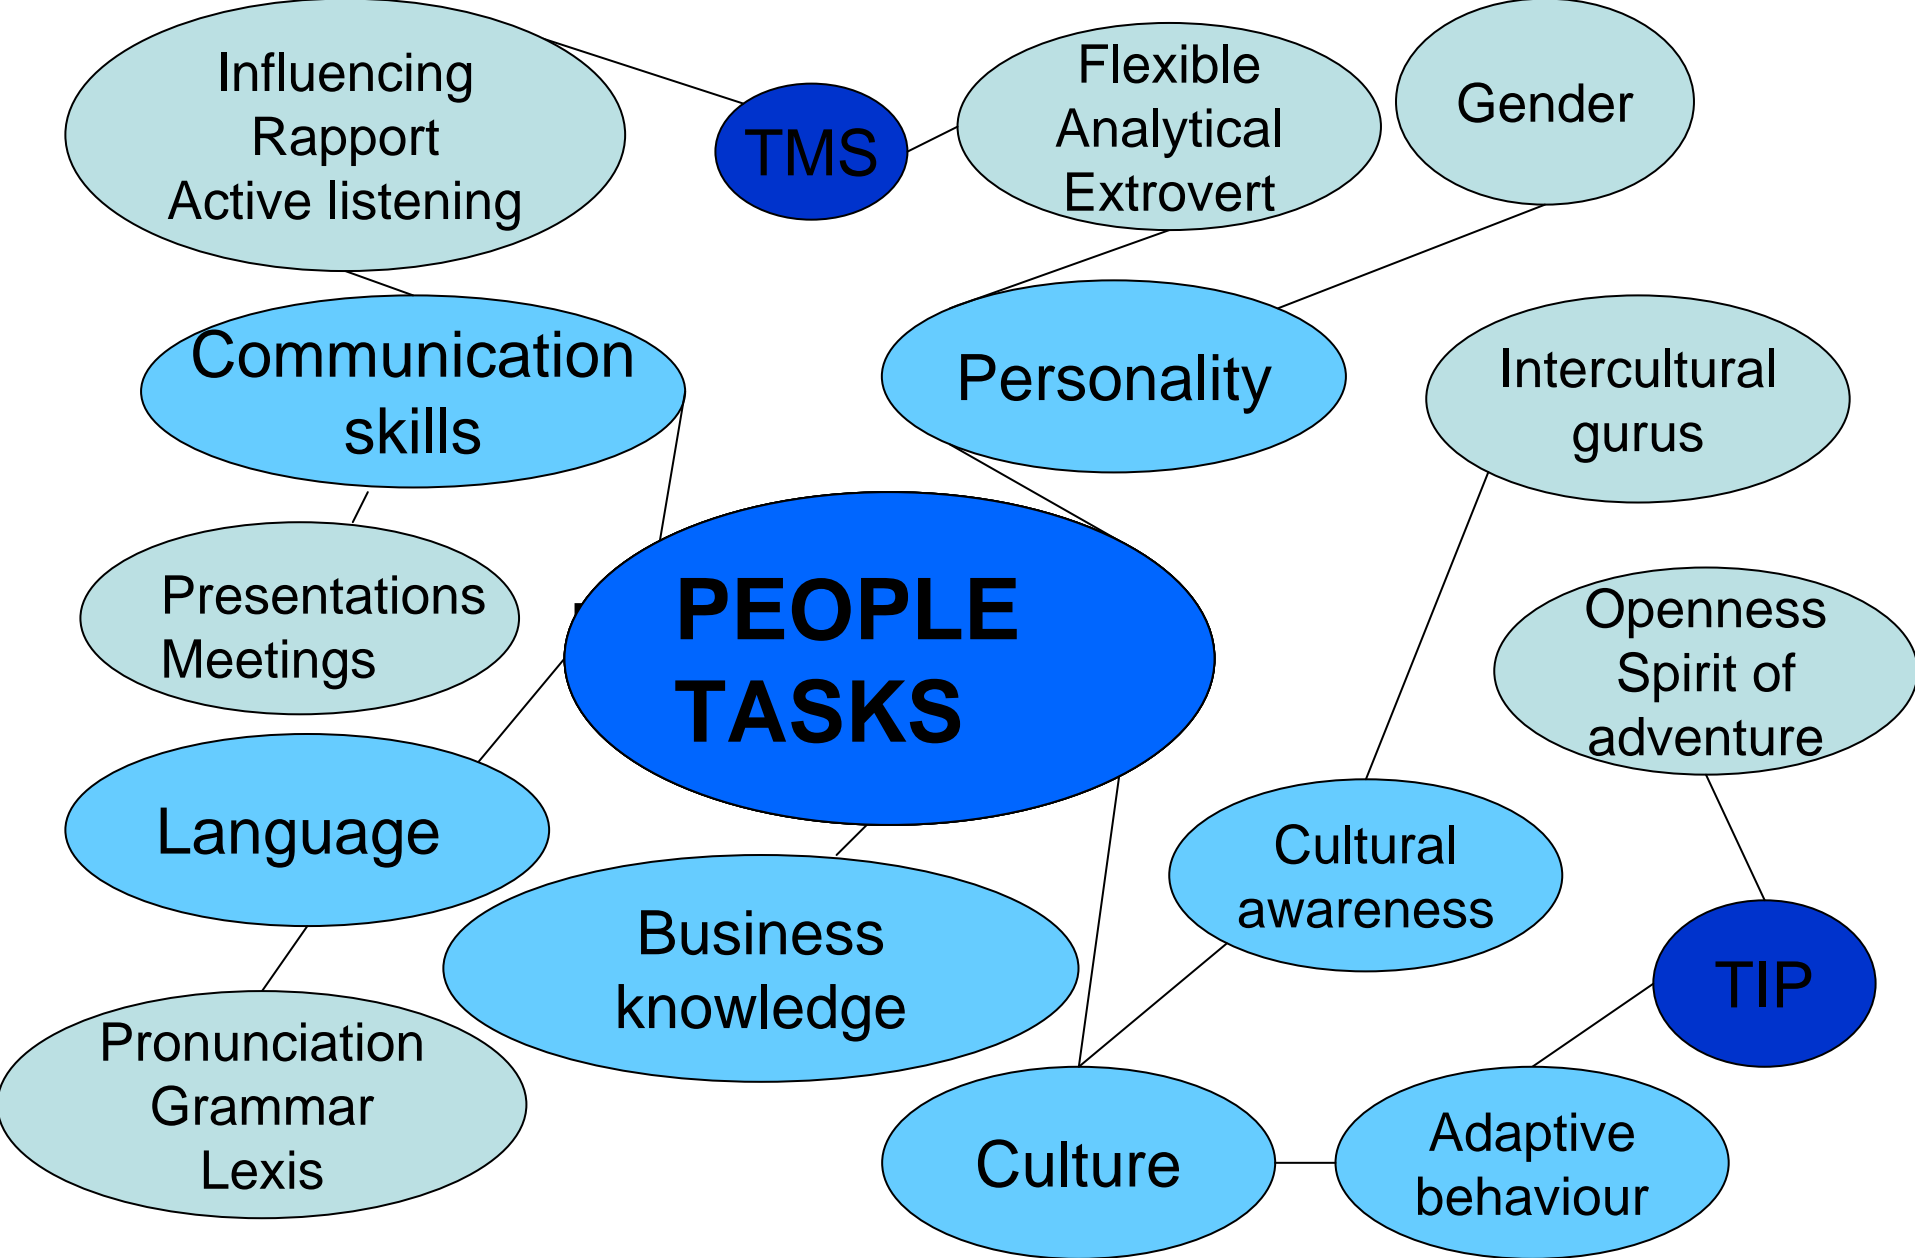 Influencing
Rapport
Active listening
TMS
Flexible
Analytical
Extrovert
Gender
Communication
skills
Personality
Intercultural
gurus
Presentations
Meetings
PEOPLE
TASKS
Openness
Spirit of
adventure
Language
Business
knowledge
Cultural
awareness
TIP
Pronunciation
Grammar
Lexis
Culture
Adaptive
behaviour